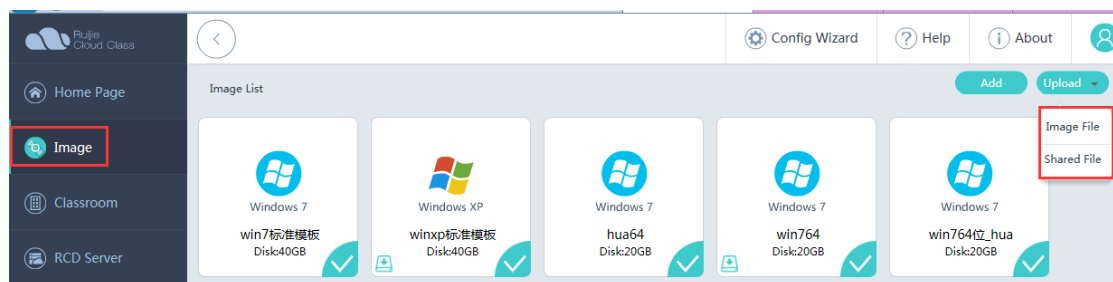 Ruijie
Cloud Class
Config Wizard
Help
About
Home Page
Image List
Add
Upload
Image
Image File
Shared File
Classroom
RCD Server
Windows 7
win7标准模板
Disk:40GB
Windows XP
winxp标准模板
Disk:40GB
Windows 7
hua64
Disk:20GB
Windows 7
win764
Disk:20GB
Windows 7
win764位_hua
Disk:20GB